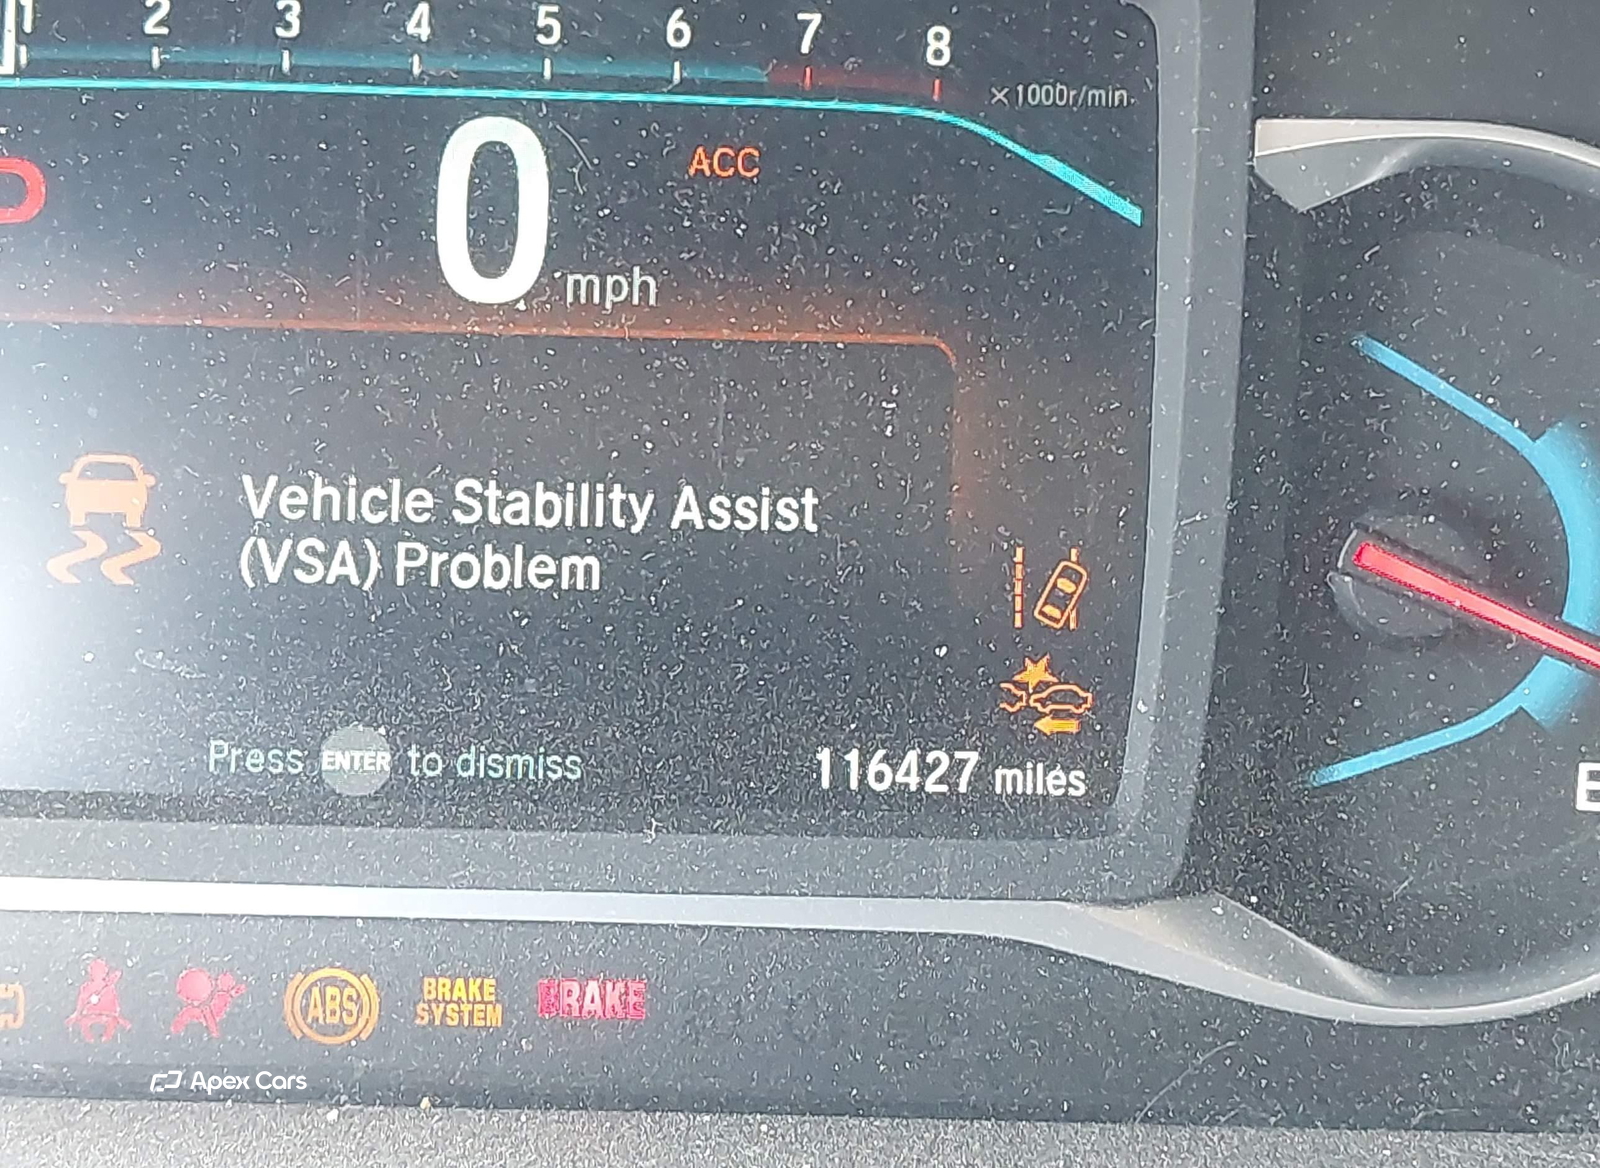 1 2 3 4 5 6 7 8
×1000r/min
0 mph ACC
Vehicle Stability Assist
(VSA) Problem
Press ENTER to dismiss
116427 miles
E
ABS
BRAKE
SYSTEM
BRAKE
Apex Cars